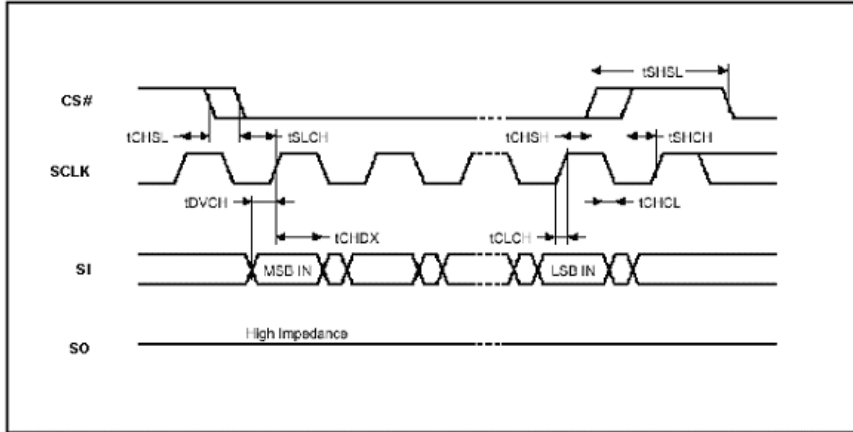 tSHSL
CS#
tCHSL
tSLCH
tCHSH
tSHCH
SCLK
tDVCH
tCHCL
tCHDX
tCLCH
SI
MSB IN
LSB IN
High Impedance
SO